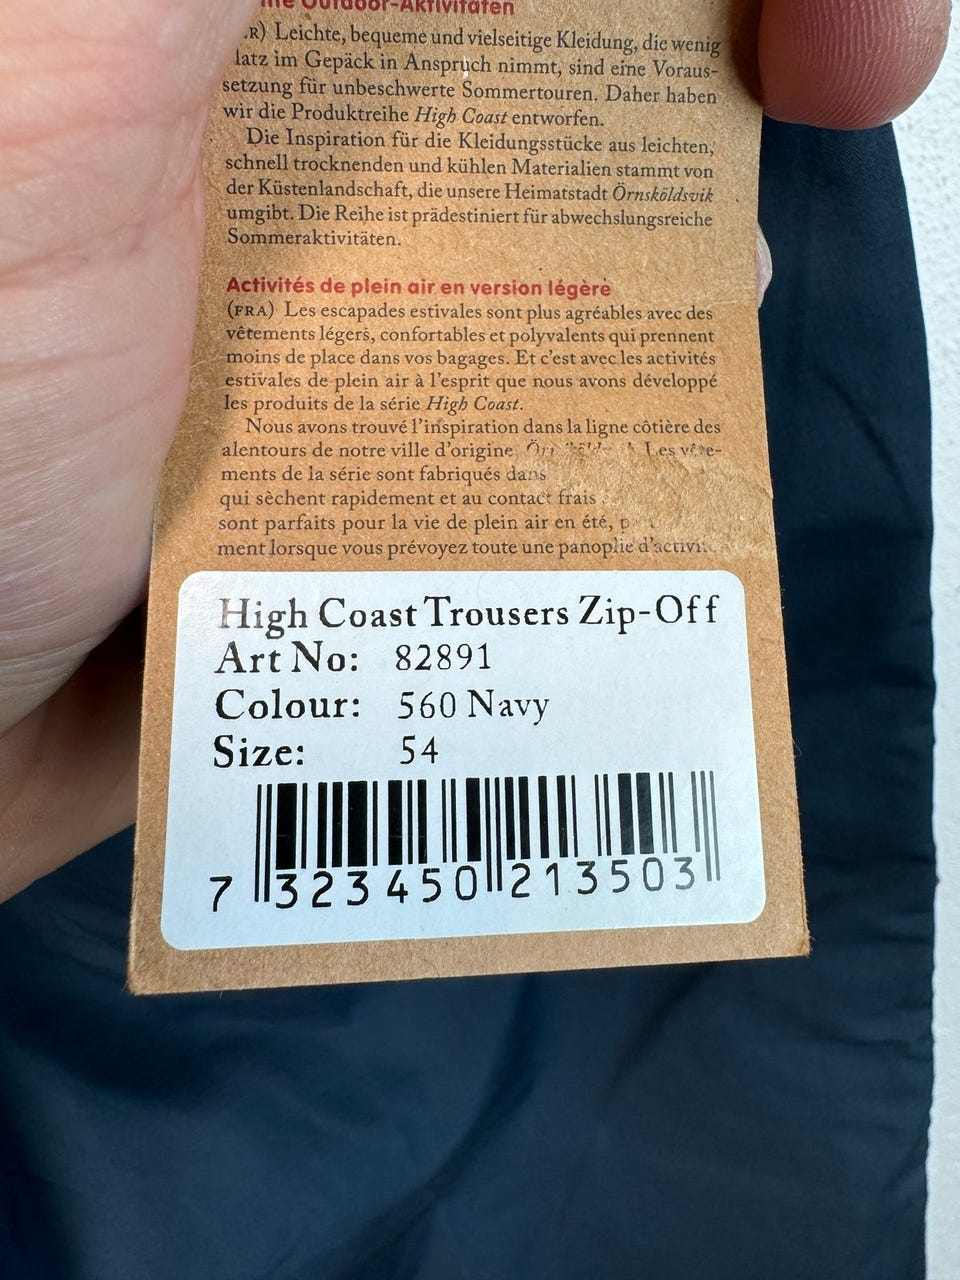 Outdoor-Aktivitäten
Leichte, bequeme und vielseitige Kleidung, die wenig
im Gepäck in Anspruch nimmt, sind eine Voraus-
setzung für unbeschwerte Sommertouren. Daher haben
wir die Produktreihe High Coast entworfen.
Die Inspiration für die Kleidungsstücke aus leichten,
schnell trocknenden und kühlen Materialien stammt von
der Küstenlandschaft, die unsere Heimatstadt Örnsköldsvik
umgibt. Die Reihe ist prädestiniert für abwechslungsreiche
Sommeraktivitäten.
Activités de plein air en version légère
(FRA) Les escapades estivales sont plus agréables avec des
vêtements légers, confortables et polyvalents qui prennent
moins de place dans vos bagages. Et c'est avec les activités
estivales de plein air à l'esprit que nous avons développé
les produits de la série High Coast.
Nous avons trouvé l'inspiration dans la ligne côtière des
alentours de notre ville d'origine Les vête-
ments de la série sont fabriqués dans
qui sèchent rapidement et au contact frais
sont parfaits pour la vie de plein air en été,
ment lorsque vous prévoyez toute une panoplie
High Coast Trousers Zip-Off
Art No: 82891
Colour: 560 Navy
Size: 54
7 323450 213503